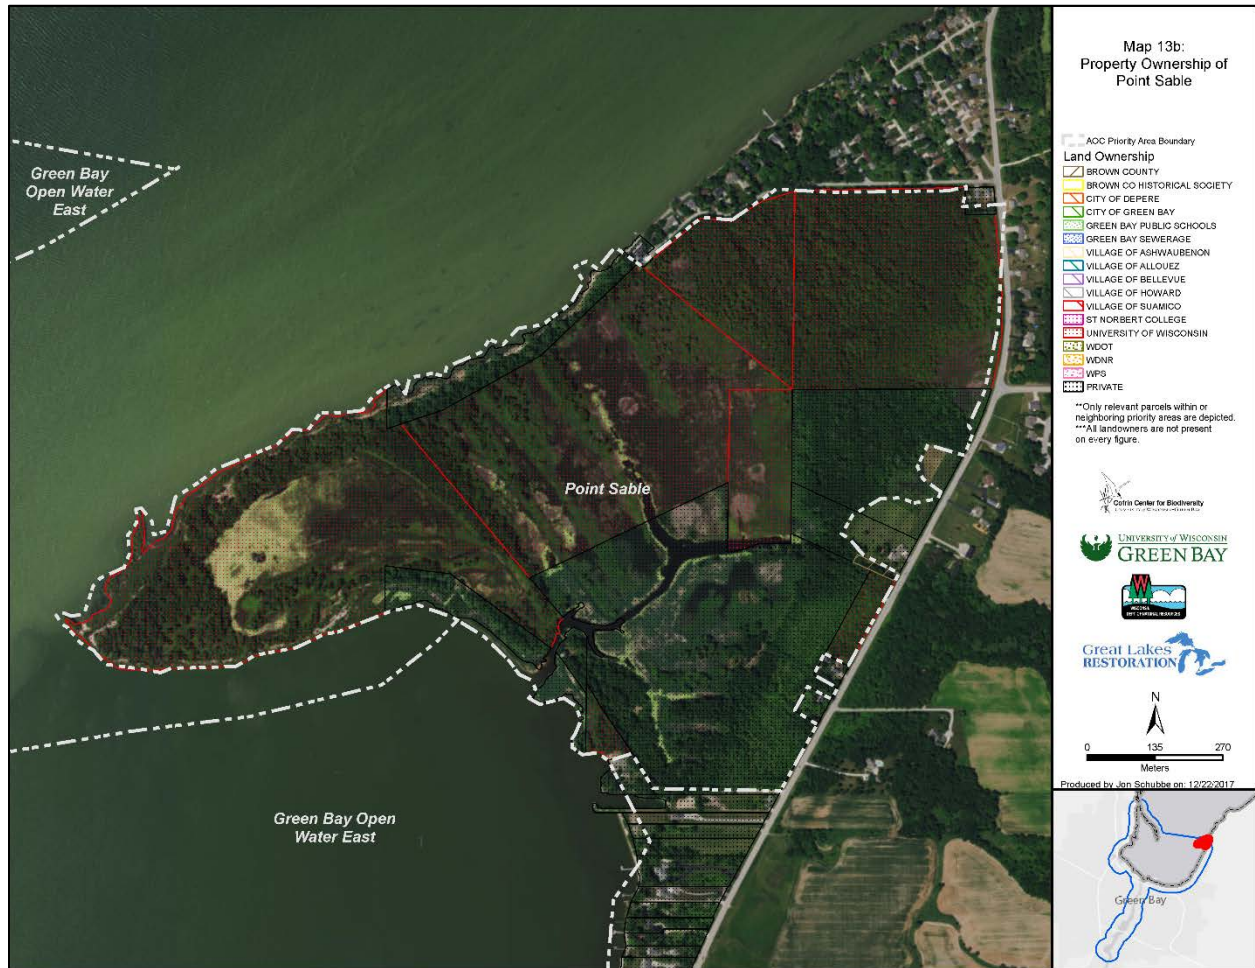 Map 13b:
Property Ownership of
Point Sable
AOC Priority Area Boundary
Land Ownership
BROWN COUNTY
BROWN CO HISTORICAL SOCIETY
CITY OF DEPERE
CITY OF GREEN BAY
GREEN BAY PUBLIC SCHOOLS
GREEN BAY SEWERAGE
VILLAGE OF ASHWAUBENON
VILLAGE OF ALLOUEZ
VILLAGE OF BELLEVUE
VILLAGE OF HOWARD
VILLAGE OF SUAMICO
ST NORBERT COLLEGE
UNIVERSITY OF WISCONSIN
WDOT
WDNR
WPS
PRIVATE
**Only relevant parcels within or
neighboring priority areas are depicted.
***All landowners are not present
on every figure.
Cofrin Center for Biodiversity
UNIVERSITY of WISCONSIN
GREEN BAY
WISCONSIN
Great Lakes
RESTORATION
N
0 135 270
Meters
Produced by Jon Schubbe on: 12/22/2017
Green Bay
Green Bay
Open Water
East
Point Sable
Green Bay Open
Water East